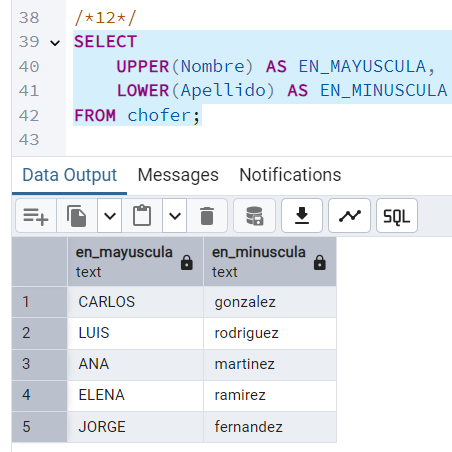 38 /*12*/
39 SELECT
40 UPPER(Nombre) AS EN_MAYUSCULA,
41 LOWER(Apellido) AS EN_MINUSCULA
42 FROM chofer;
43
Data Output Messages Notifications
SQL
en_mayuscula en_minuscula
text text
1 CARLOS gonzalez
2 LUIS rodriguez
3 ANA martinez
4 ELENA ramirez
5 JORGE fernandez